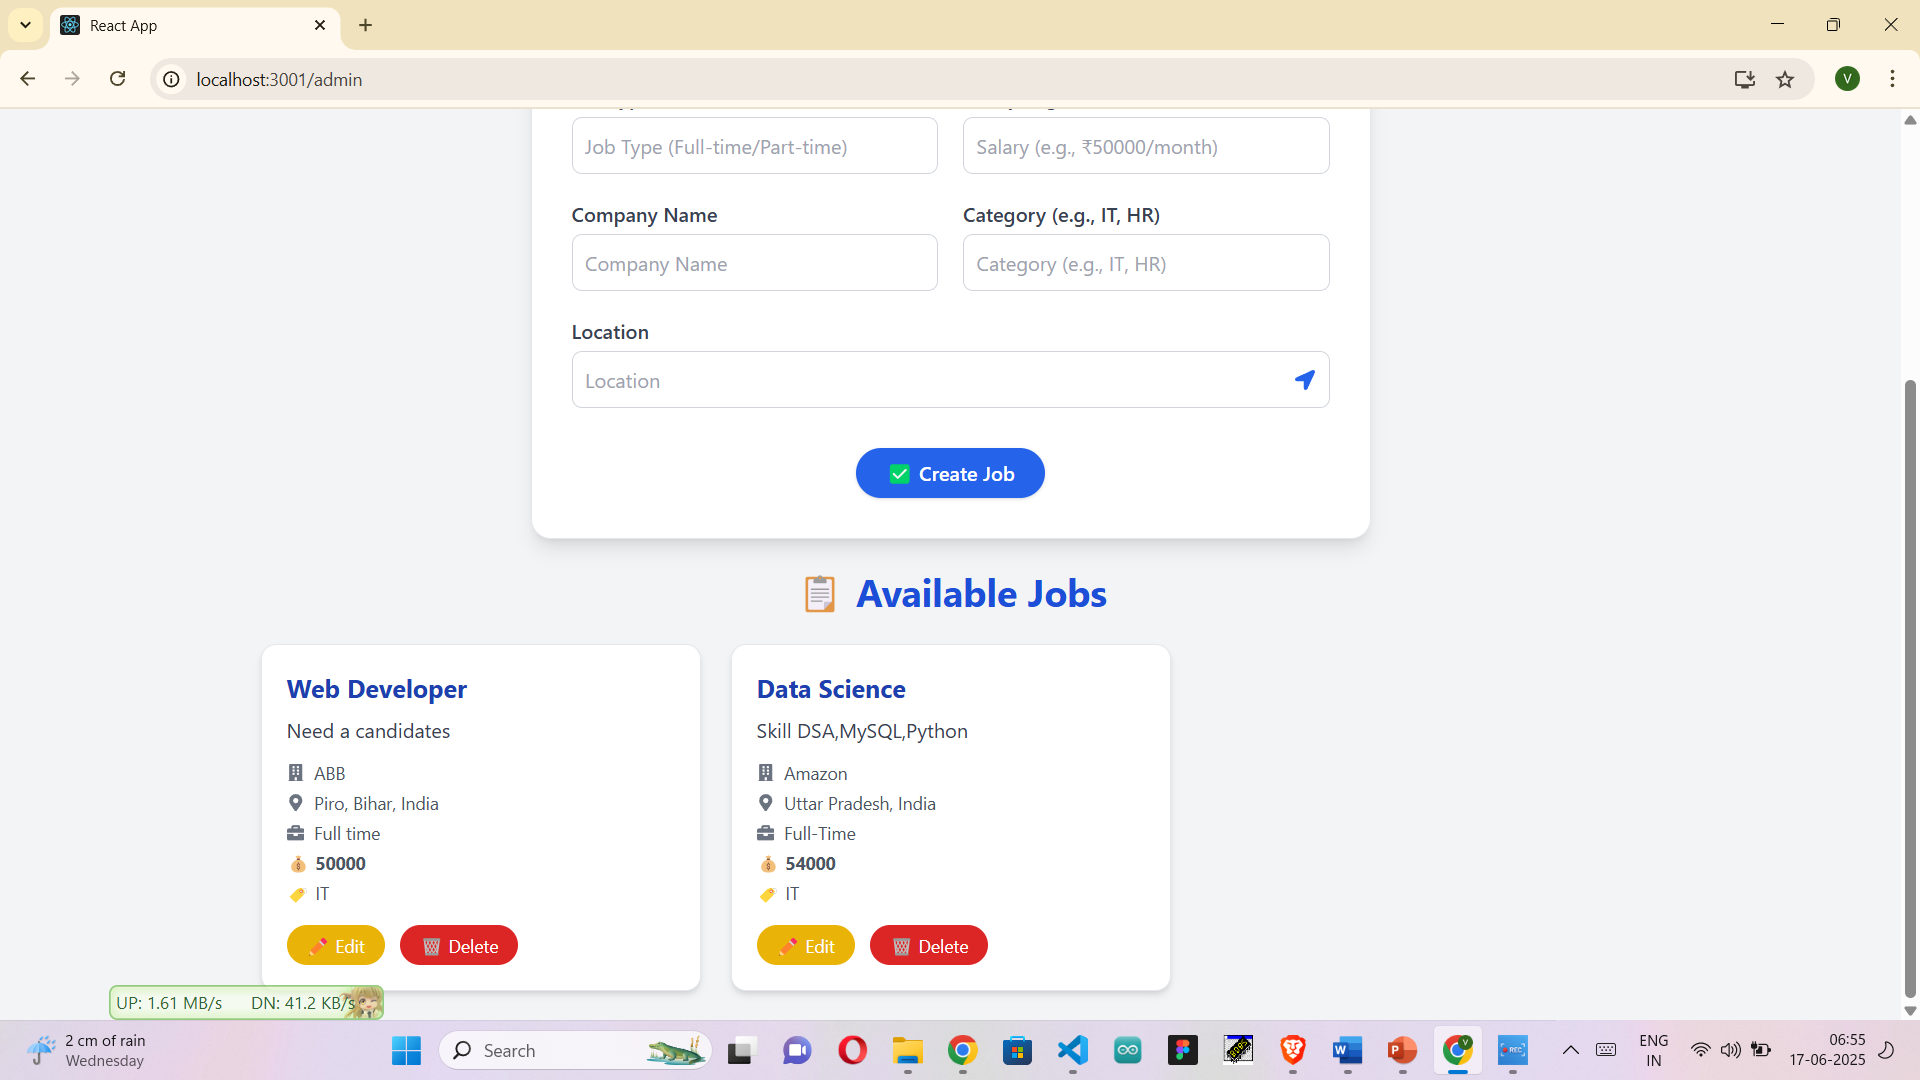 React App
localhost:3001/admin
V
Job Type (Full-time/Part-time)
Salary (e.g., ₹50000/month)
Company Name
Category (e.g., IT, HR)
Company Name
Category (e.g., IT, HR)
Location
Location
✅ Create Job
📋 Available Jobs
Web Developer
Need a candidates
ABB
Piro, Bihar, India
Full time
💰 50000
🏷️ IT
✏️ Edit
🗑️ Delete
Data Science
Skill DSA,MySQL,Python
Amazon
Uttar Pradesh, India
Full-Time
💰 54000
🏷️ IT
✏️ Edit
🗑️ Delete
UP: 1.61 MB/s DN: 41.2 KB/s
2 cm of rain
Wednesday
Search
REC
ENG
IN
06:55
17-06-2025